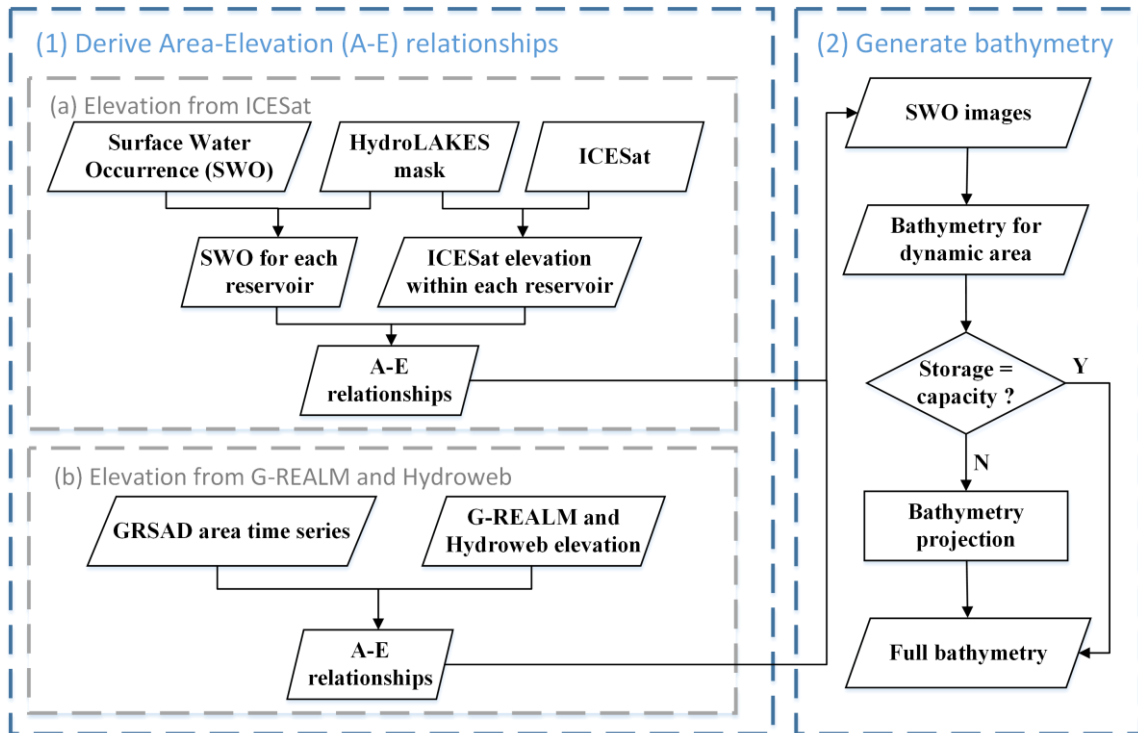 (1) Derive Area-Elevation (A-E) relationships
(a) Elevation from ICESat
Surface Water
Occurrence (SWO)
HydroLAKES
mask
ICESat
SWO for each
reservoir
ICESat elevation
within each reservoir
A-E
relationships
(b) Elevation from G-REALM and Hydroweb
GRSAD area time series
G-REALM and
Hydroweb elevation
A-E
relationships
(2) Generate bathymetry
SWO images
Bathymetry for
dynamic area
Storage =
capacity ?
Y
N
Bathymetry
projection
Full bathymetry